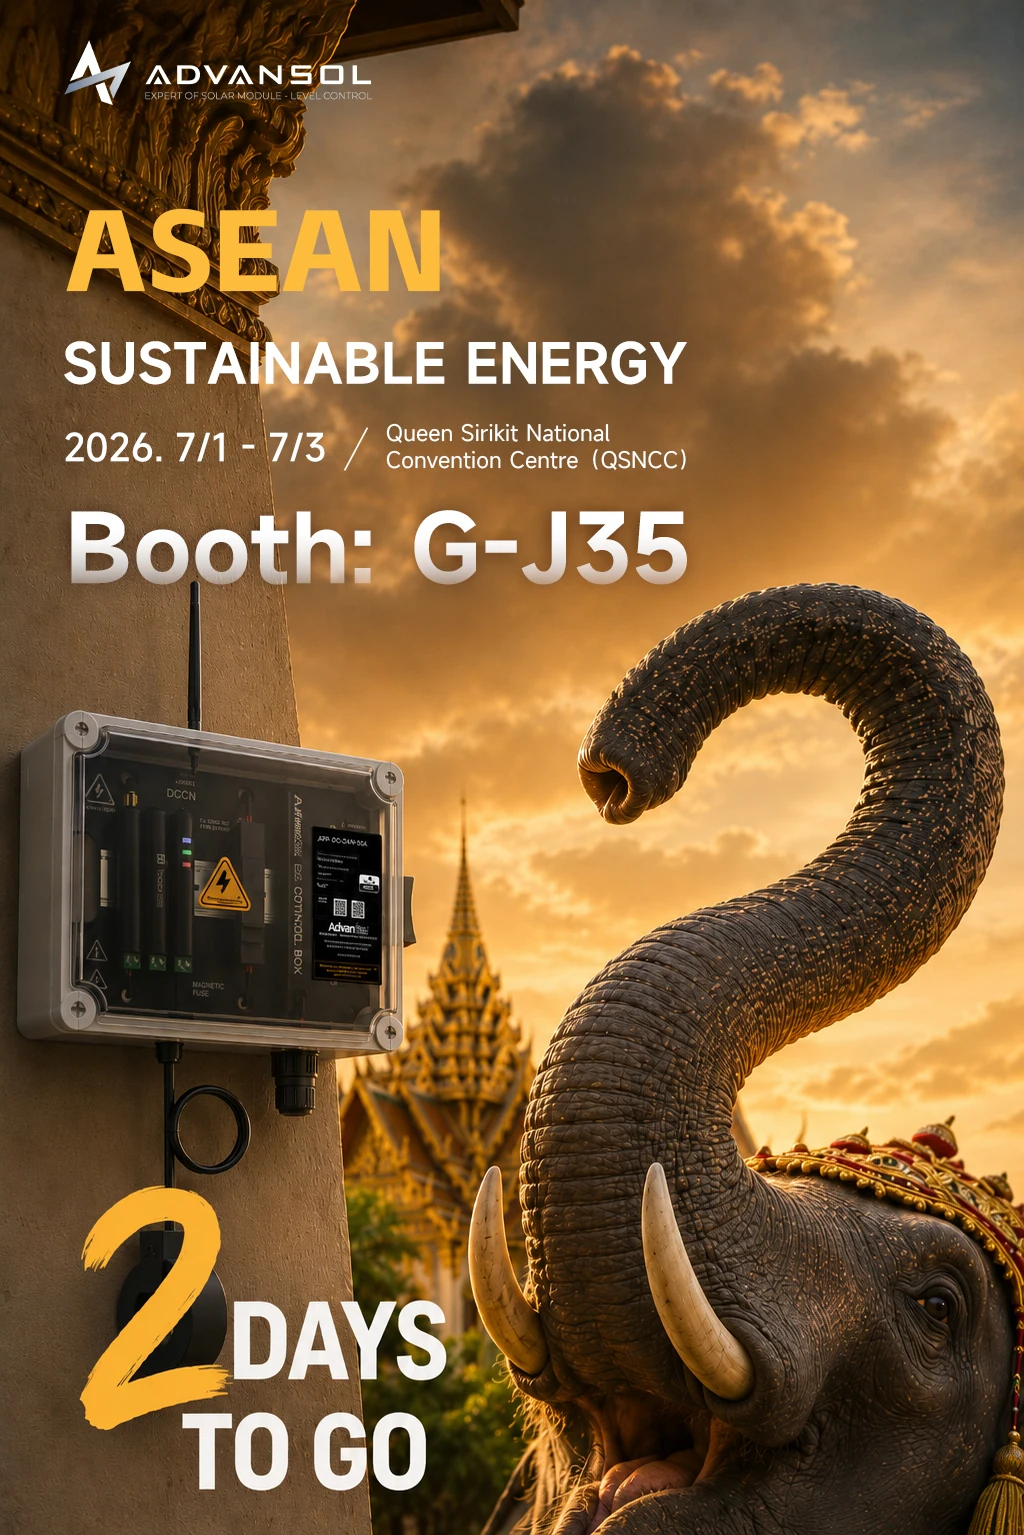 ADVANSOL
EXPERT OF SOLAR MODULE - LEVEL CONTROL
ASEAN
SUSTAINABLE ENERGY
2026. 7/1 - 7/3
Queen Sirikit National
Convention Centre（QSNCC）
Booth: G-J35
DCCN
MAGNETIC
FUSE
2 DAYS
TO GO